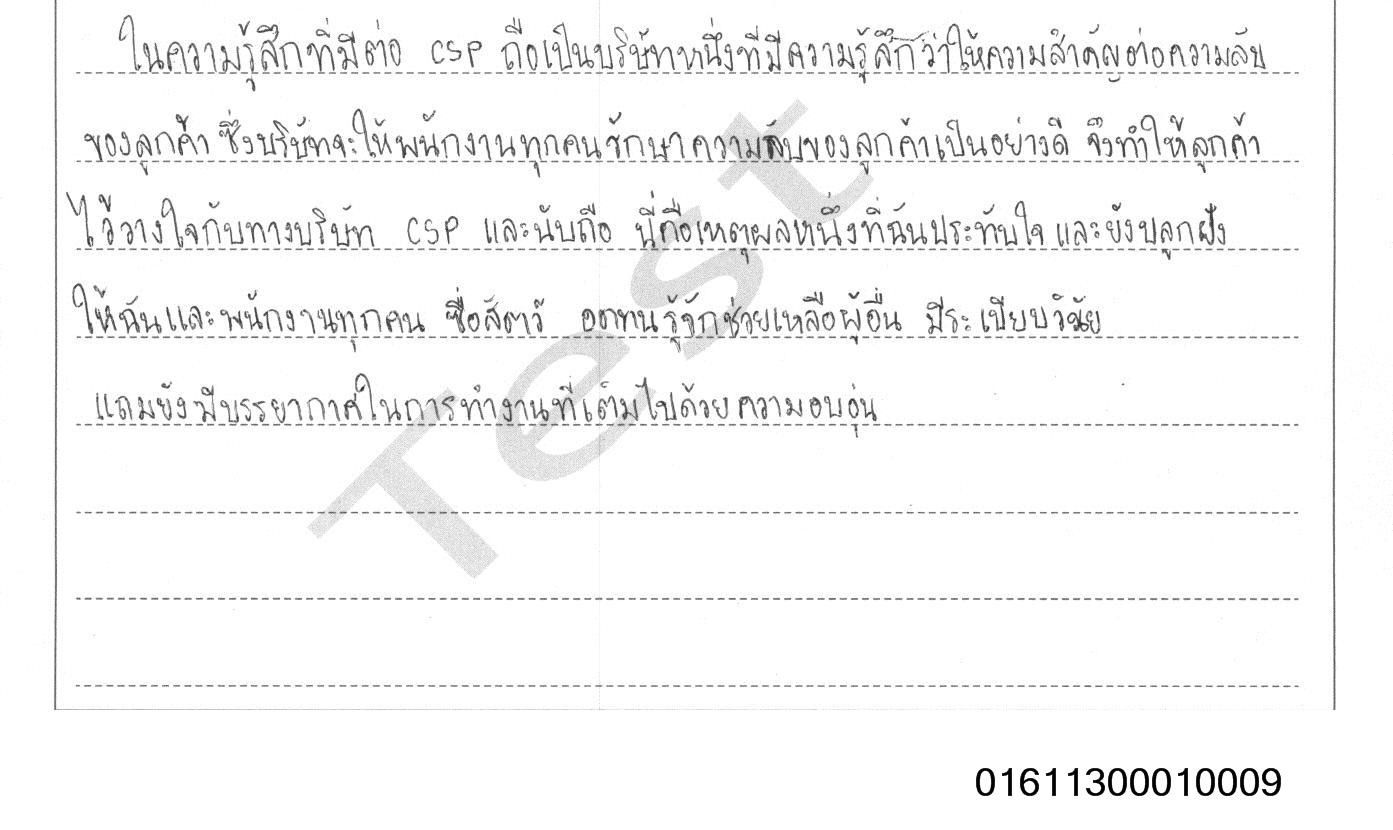 ในความรู้สึกที่มีต่อ CSP ถือเป็นบริษัทหนึ่งที่มีความรู้สึกว่าให้ความสำคัญต่อความลับ
ของลูกค้า ซึ่งบริษัทจะให้พนักงานทุกคนรักษาความลับของลูกค้าเป็นอย่างดี จึงทำให้ลูกค้า
ไว้วางใจกับทางบริษัท CSP และนับถือ นี่คือเหตุผลหนึ่งที่ฉันประทับใจ และยังปลูกฝัง
ให้ฉันและพนักงานทุกคน ซื่อสัตว์ อดทนรู้จักช่วยเหลือผู้อื่น มีระเบียบวินัย
แถมยังมีบรรยากาศในการทำงานที่เต็มไปด้วยความอบอุ่น
Test
01611300010009